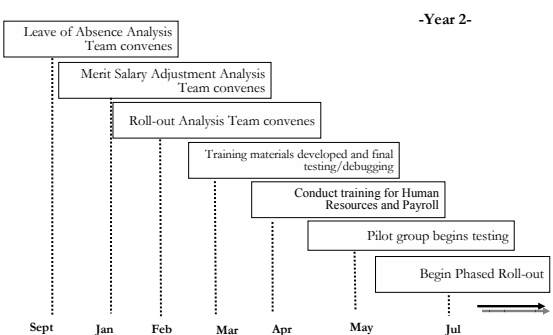 -Year 2-
Leave of Absence Analysis
Team convenes
Merit Salary Adjustment Analysis
Team convenes
Roll-out Analysis Team convenes
Training materials developed and final
testing/debugging
Conduct training for Human
Resources and Payroll
Pilot group begins testing
Begin Phased Roll-out
Sept Jan Feb Mar Apr May Jul